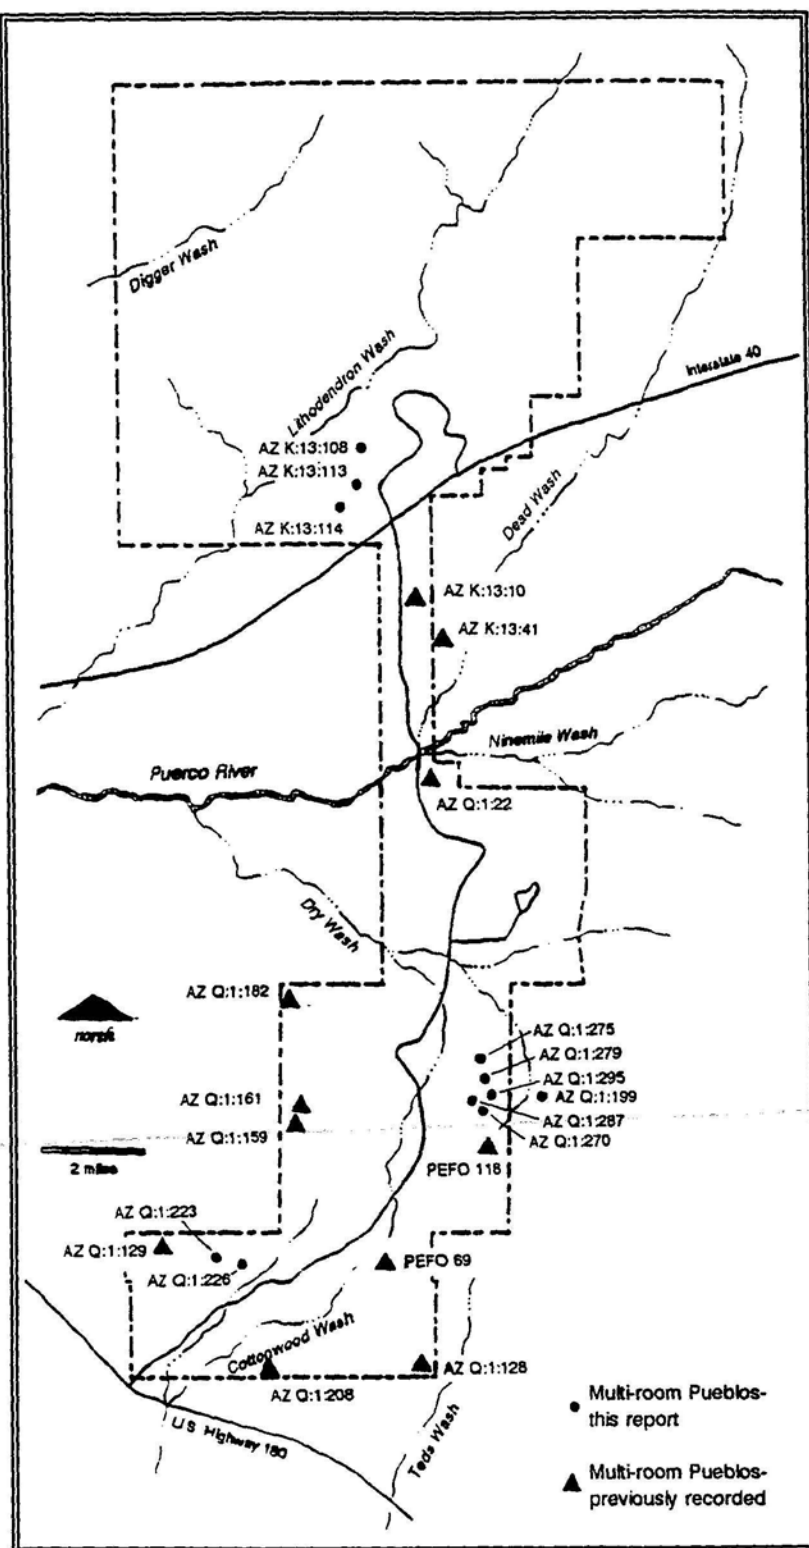 Digger Wash
Lithodendron Wash
Interstate 40
AZ K:13:108
AZ K:13:113
AZ K:13:114
Dead Wash
AZ K:13:10
AZ K:13:41
Ninemile Wash
Puerco River
AZ Q:1:22
Dry Wash
AZ Q:1:182
north
AZ Q:1:275
AZ Q:1:279
AZ Q:1:295
AZ Q:1:199
AZ Q:1:287
AZ Q:1:270
AZ Q:1:161
AZ Q:1:159
2 miles
PEFO 118
AZ Q:1:223
AZ Q:1:129
AZ Q:1:226
PEFO 69
Cottonwood Wash
AZ Q:1:128
AZ Q:1:208
U.S. Highway 180
Teds Wash
Multi-room Pueblos-
this report
Multi-room Pueblos-
previously recorded